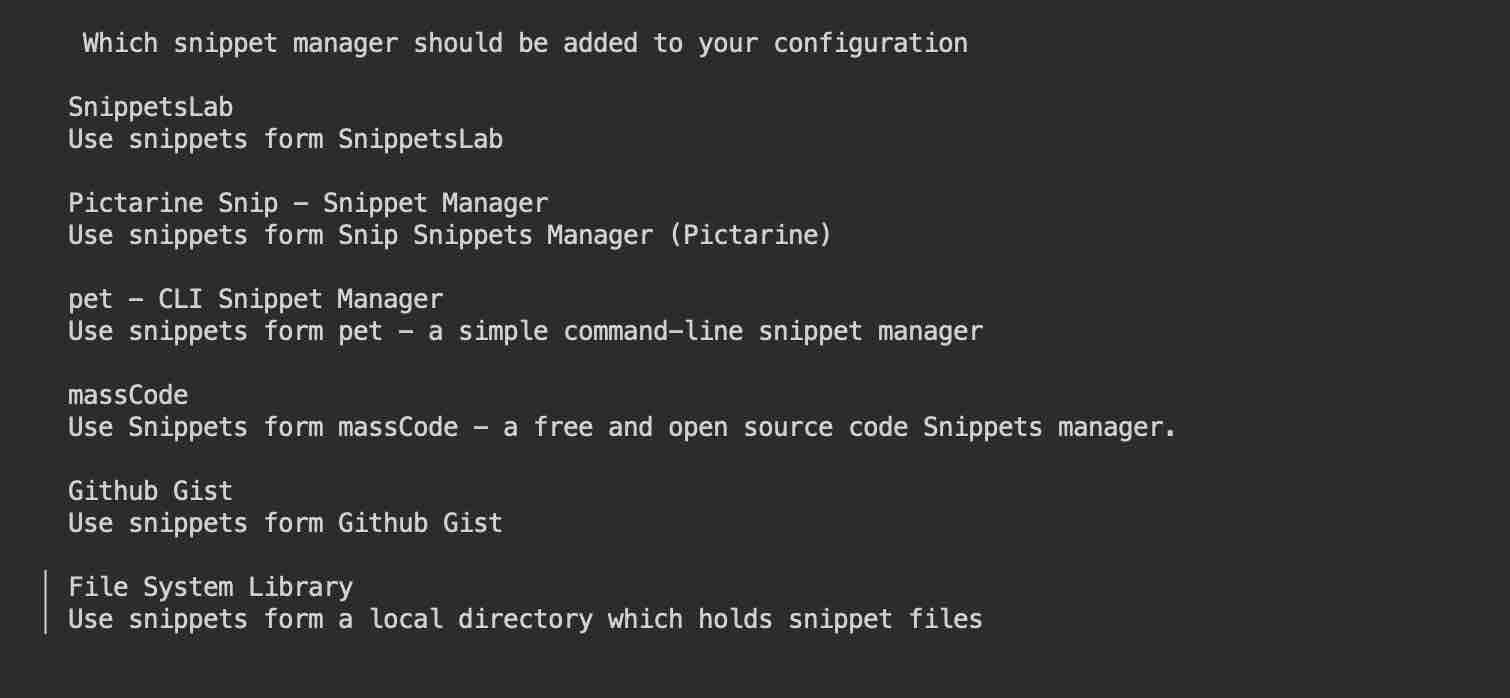 Which snippet manager should be added to your configuration
SnippetsLab
Use snippets form SnippetsLab
Pictarine Snip – Snippet Manager
Use snippets form Snip Snippets Manager (Pictarine)
pet – CLI Snippet Manager
Use snippets form pet - a simple command-line snippet manager
massCode
Use Snippets form massCode - a free and open source code Snippets manager.
Github Gist
Use snippets form Github Gist
File System Library
Use snippets form a local directory which holds snippet files